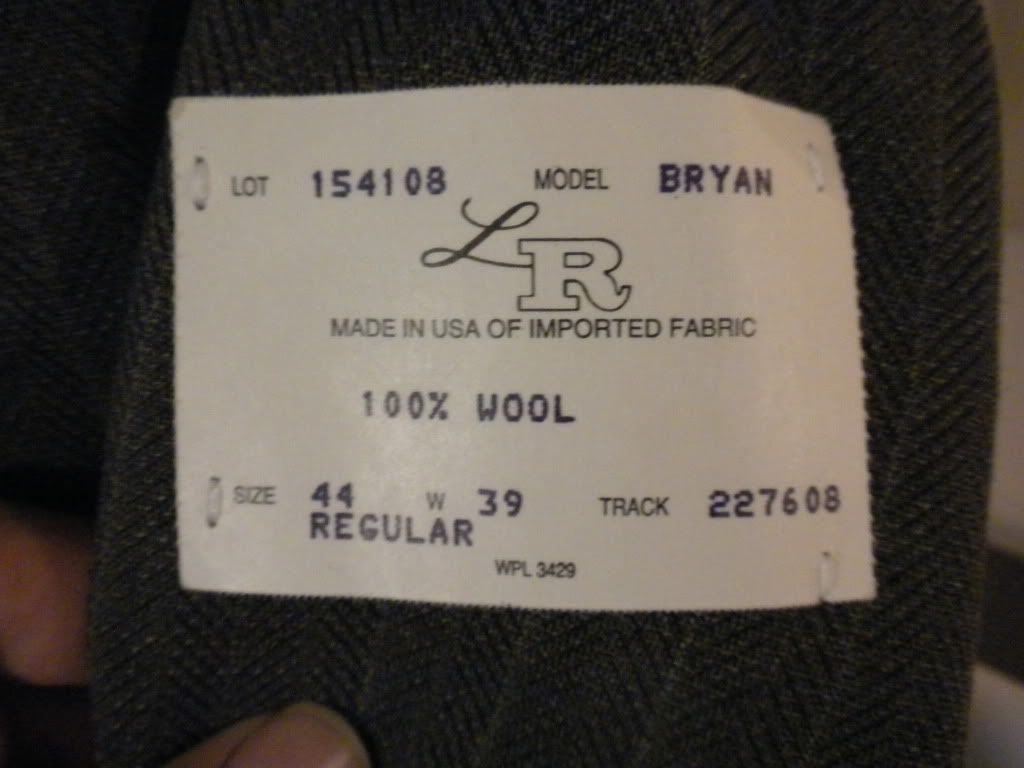 LOT 154108 MODEL BRYAN
LR
MADE IN USA OF IMPORTED FABRIC
100% WOOL
SIZE 44 W 39 TRACK 227608
REGULAR
WPL 3429